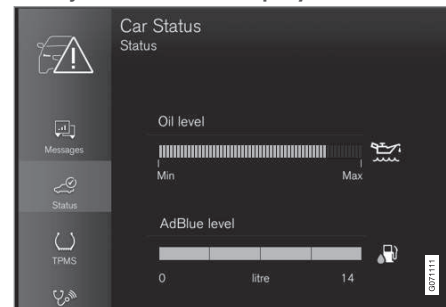 Car Status
Status
Messages
Status
TPMS
Oil level
Min Max
AdBlue level
0 litre 14
G071111